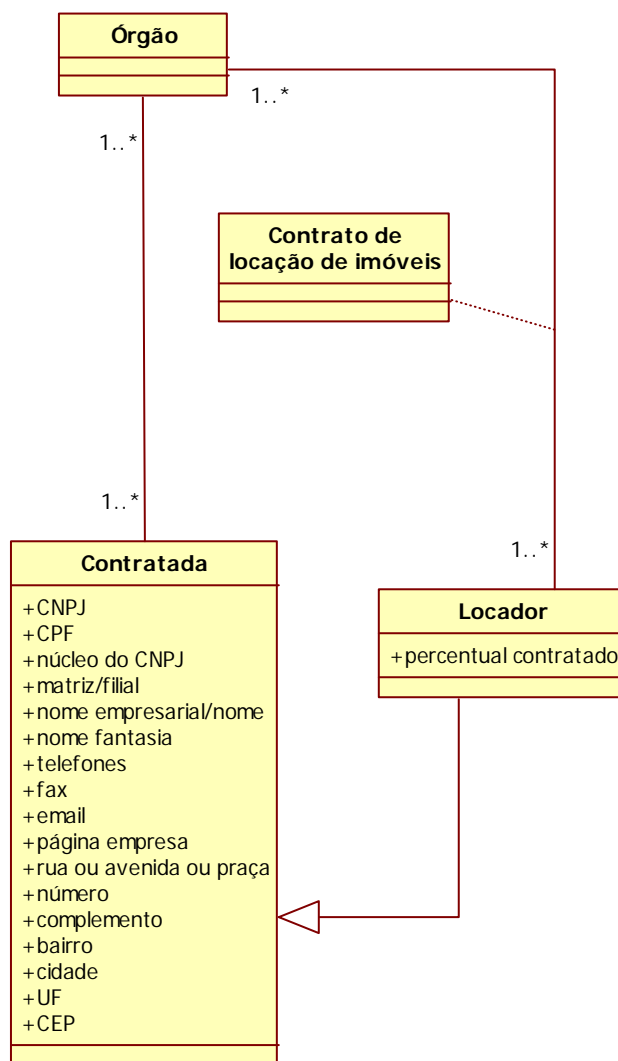 Órgão
1..*
1..*
Contrato de
locação de imóveis
1..*
1..*
Contratada
+CNPJ
+CPF
+núcleo do CNPJ
+matriz/filial
+nome empresarial/nome
+nome fantasia
+telefones
+fax
+email
+página empresa
+rua ou avenida ou praça
+número
+complemento
+bairro
+cidade
+UF
+CEP
Locador
+percentual contratado